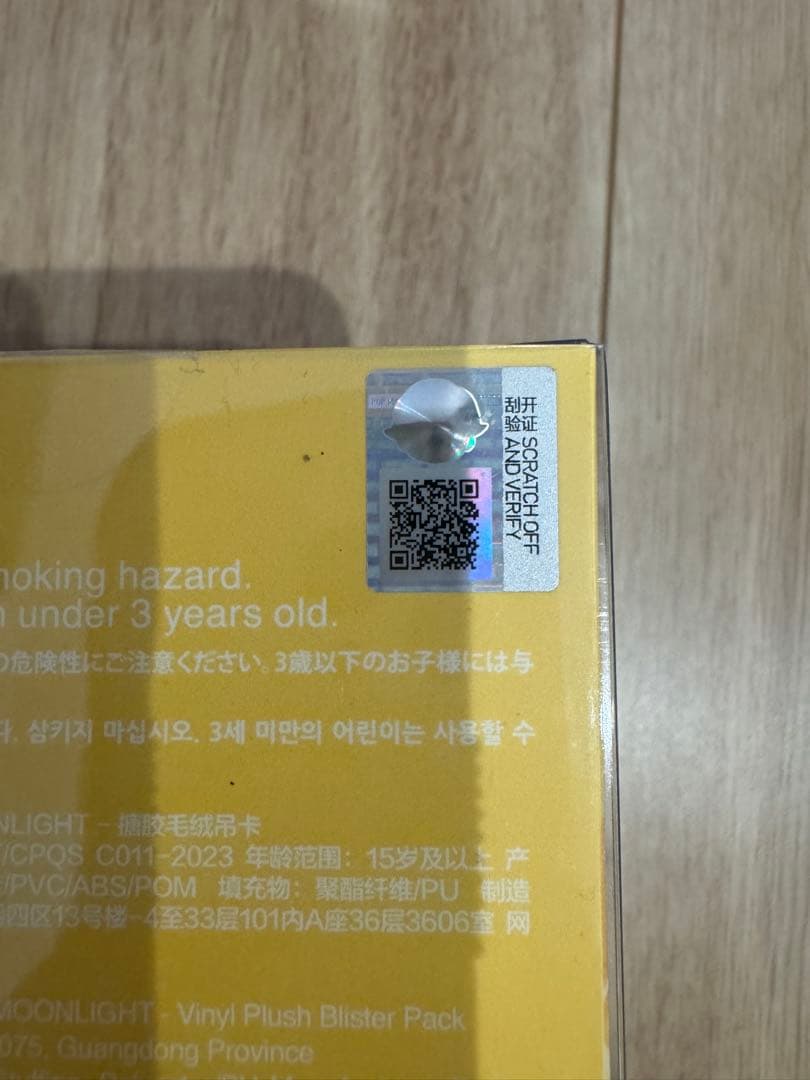 开 SCRATCH OFF
刮
证 AND VERIFY
验
moking hazard.
under 3 years old.
の危険性にご注意ください。3歳以下のお子様には与
다. 삼키지 마십시오. 3세 미만의 어린이는 사용할 수
NLIGHT - 搪胶毛绒吊卡
/CPQS C011-2023 年龄范围：15岁及以上 产
/PVC/ABS/POM 填充物：聚酯纤维/PU 制造
四区13号楼-4至33层101内A座36层3606室 网
MOONLIGHT - Vinyl Plush Blister Pack
075, Guangdong Province